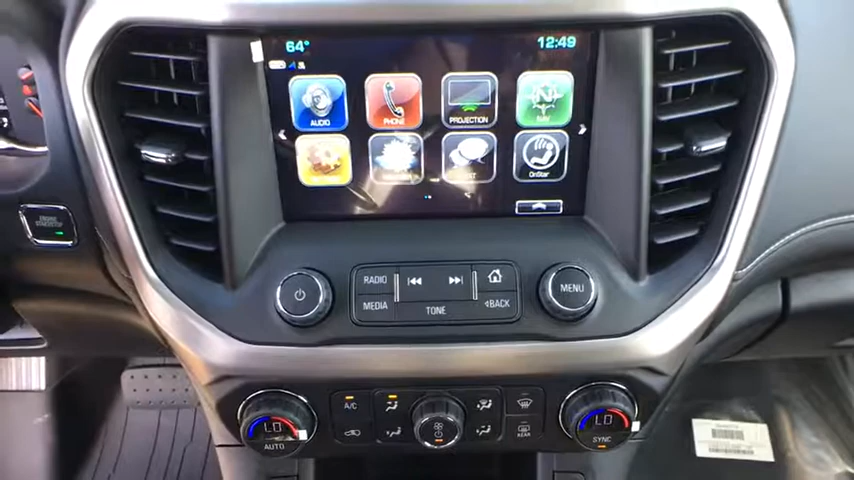 64°
12:49
AUDIO
PHONE
PROJECTION
NAV
OnStar
ENGINE
START/STOP
RADIO
MEDIA
TONE
BACK
MENU
A/C
REAR
LO
AUTO
LO
SYNC